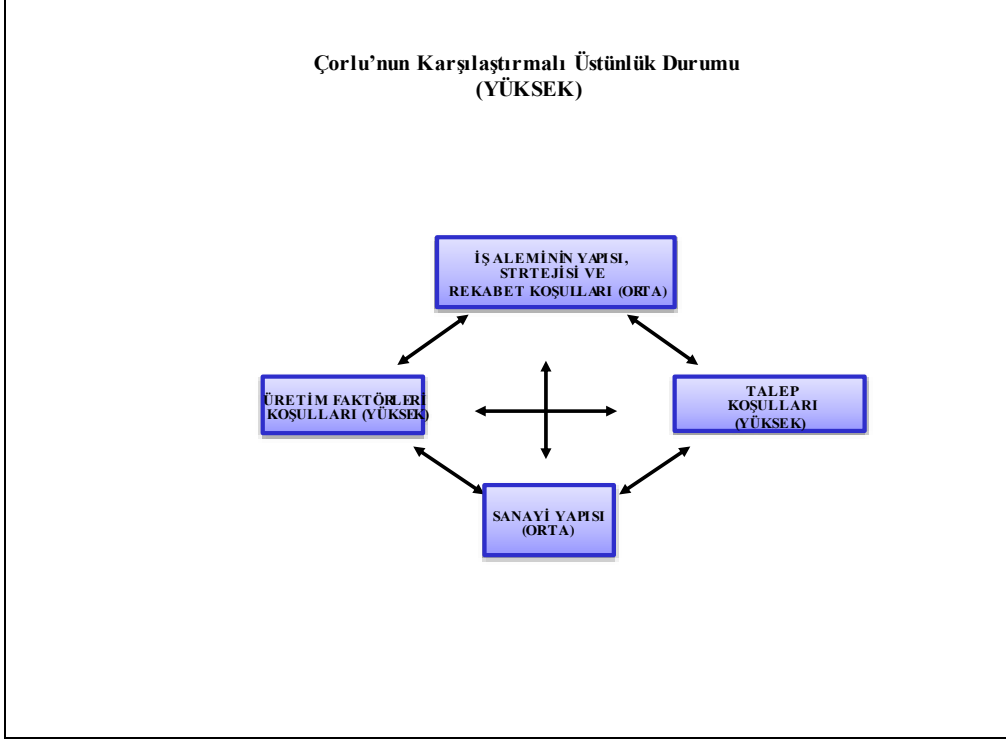 Çorlu’nun Karşılaştırmalı Üstünlük Durumu
(YÜKSEK)
İŞ ALEMİNİN YAPISI,
STRTEJİSİ VE
REKABET KOŞULLARI (ORTA)
ÜRETİM FAKTÖRLERİ
KOŞULLARI (YÜKSEK)
TALEP
KOŞULLARI
(YÜKSEK)
SANAYİ YAPISI
(ORTA)